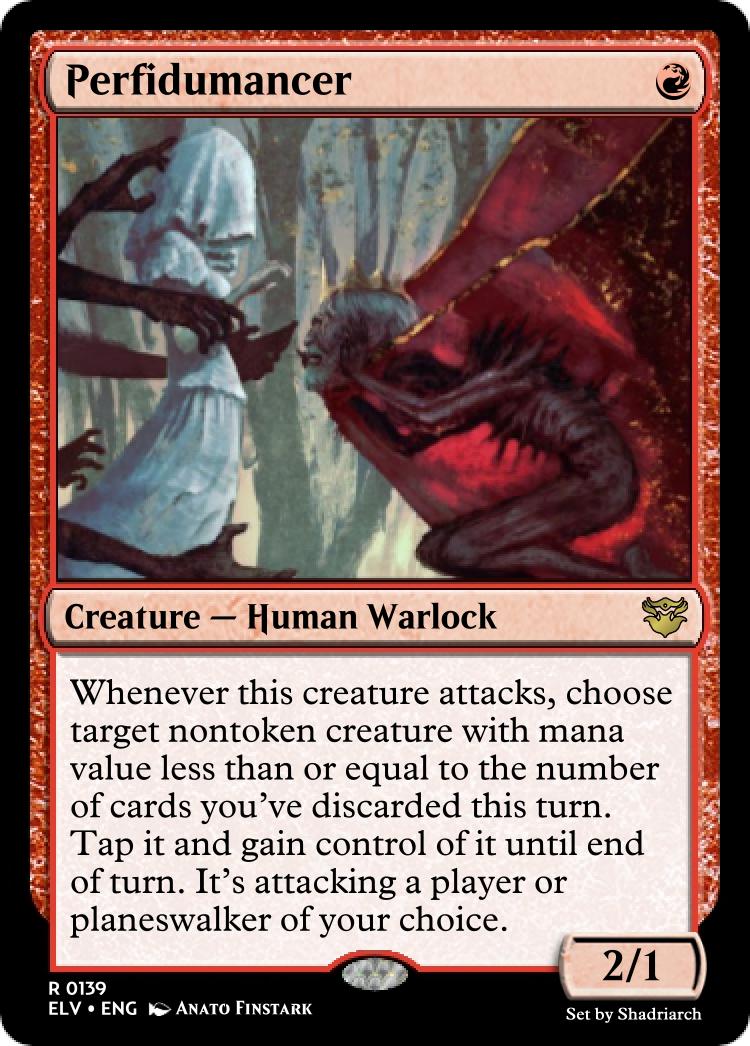 Perfidumancer
Creature — Human Warlock
Whenever this creature attacks, choose
target nontoken creature with mana
value less than or equal to the number
of cards you've discarded this turn.
Tap it and gain control of it until end
of turn. It's attacking a player or
planeswalker of your choice.
2/1
R 0139
ELV • ENG Anato Finstark
Set by Shadriarch